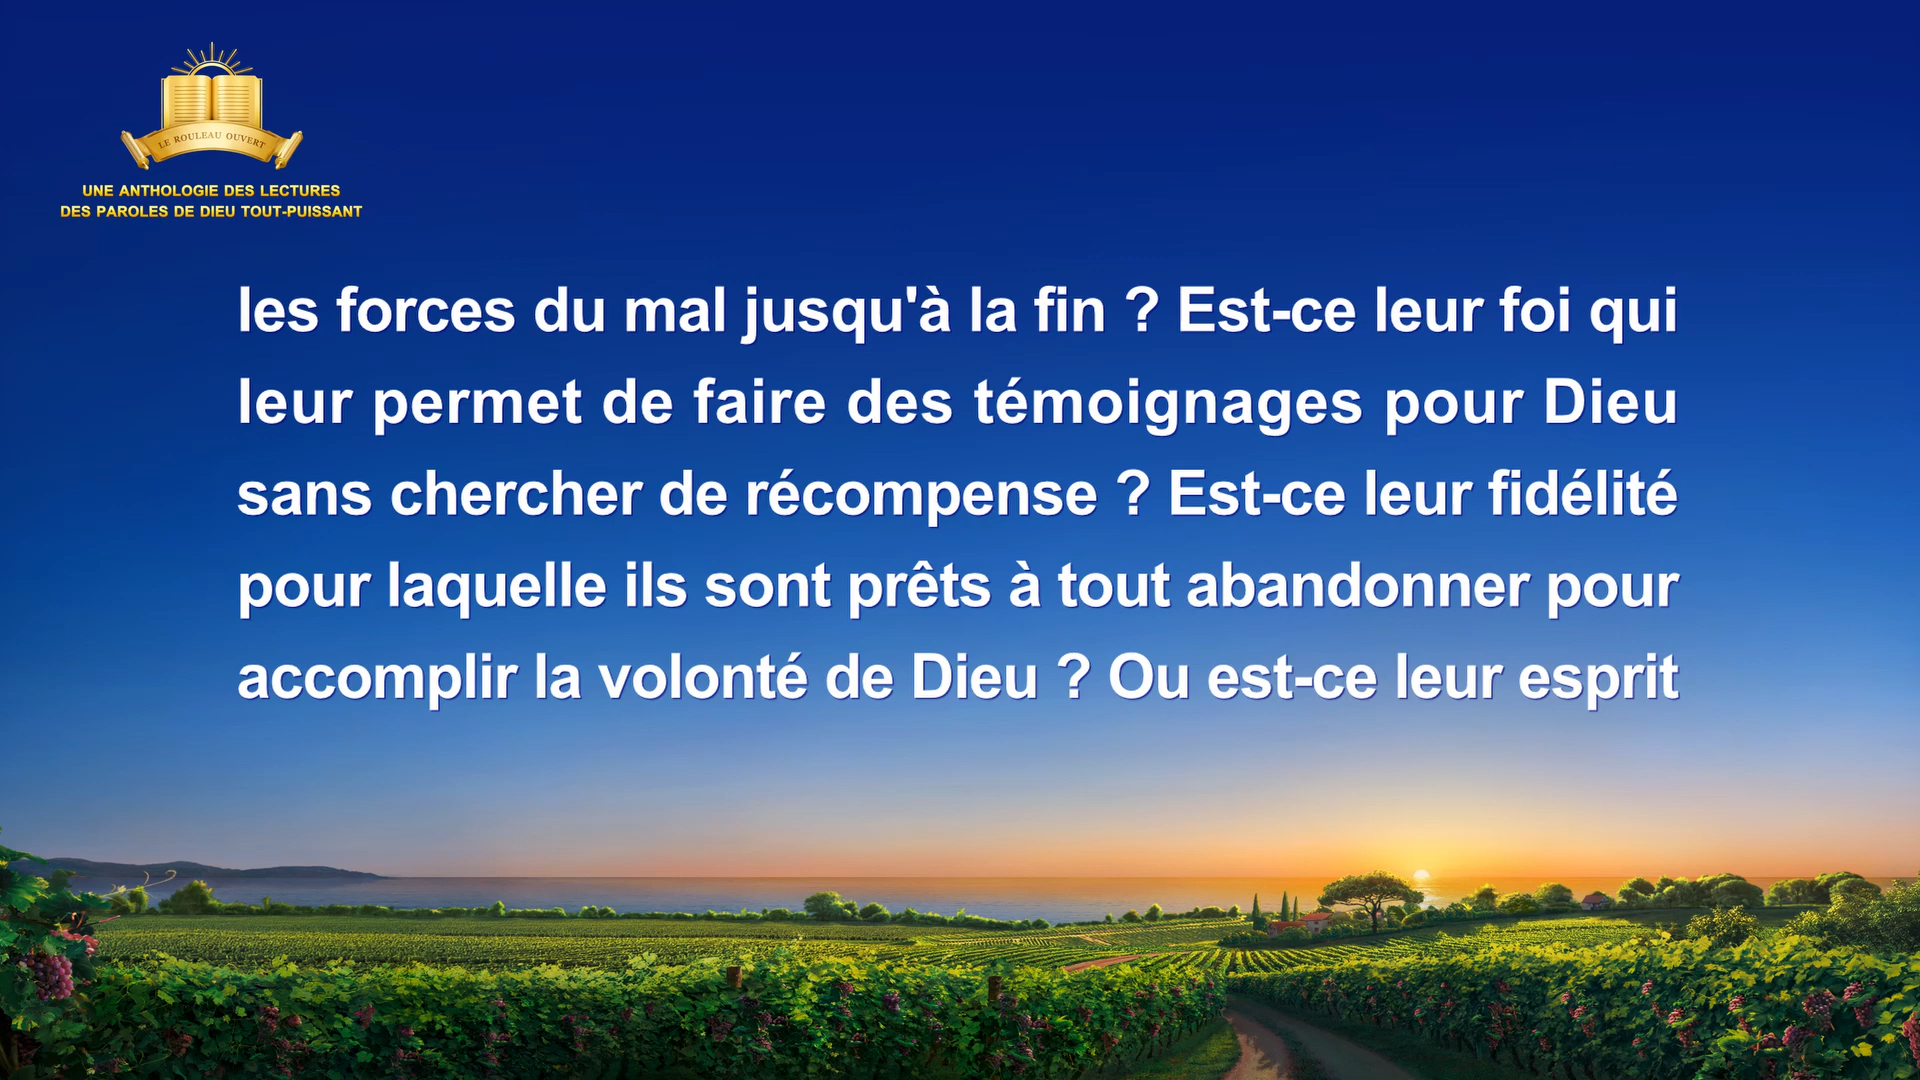 LE ROULEAU OUVERT
UNE ANTHOLOGIE DES LECTURES
DES PAROLES DE DIEU TOUT-PUISSANT
les forces du mal jusqu'à la fin ? Est-ce leur foi qui
leur permet de faire des témoignages pour Dieu
sans chercher de récompense ? Est-ce leur fidélité
pour laquelle ils sont prêts à tout abandonner pour
accomplir la volonté de Dieu ? Ou est-ce leur esprit